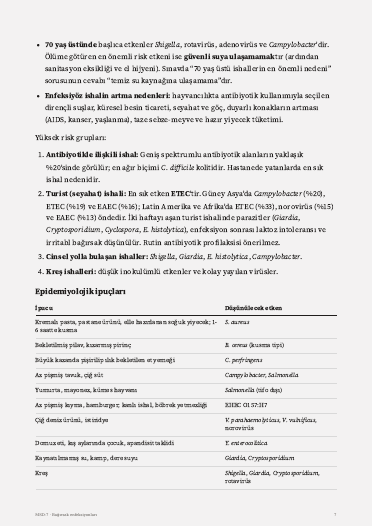 • 70 yaş üstünde başlıca etkenler Shigella, rotavirüs, adenovirüs ve Campylobacter'dir.
Ölüme götüren en önemli risk etkeni ise güvenli suya ulaşamamaktır (ardından
sanitasyon eksikliği ve el hijyeni). Sınavda "70 yaş üstü ishallerin en önemli nedeni"
sorusunun cevabı "temiz su kaynağına ulaşamama"dır.
• Enfeksiyöz ishalin artma nedenleri: hayvancılıkta antibiyotik kullanımıyla seçilen
dirençli suşlar, küresel besin ticareti, seyahat ve göç, duyarlı konakların artması
(AIDS, kanser, yaşlanma), taze sebze-meyve ve hazır yiyecek tüketimi.
Yüksek risk grupları:
1. Antibiyotikle ilişkili ishal: Geniş spektrumlu antibiyotik alanların yaklaşık
%20'sinde görülür; en ağır biçimi C. difficile kolitidir. Hastanede yatanlarda en sık
ishal nedenidir.
2. Turist (seyahat) ishali: En sık etken ETEC'tir. Güney Asya'da Campylobacter (%20),
ETEC (%19) ve EAEC (%16); Latin Amerika ve Afrika'da ETEC (%33), norovirüs (%15)
ve EAEC (%13) öndedir. İki haftayı aşan turist ishalinde parazitler (Giardia,
Cryptosporidium, Cyclospora, E. histolytica), enfeksiyon sonrası laktoz intoleransı ve
irritabl bağırsak düşünülür. Rutin antibiyotik profilaksisi önerilmez.
3. Cinsel yolla bulaşan ishaller: Shigella, Giardia, E. histolytica, Campylobacter.
4. Kreş ishalleri: düşük inokulümlü etkenler ve kolay yayılan virüsler.
Epidemiyolojik ipuçları
İpucu Düşünülecek etken
Kremalı pasta, pastane ürünü, elle hazırlanan soğuk yiyecek; 1-
6 saatte kusma S. aureus
Bekletilmiş pilav, kızarmış pirinç B. cereus (kusma tipi)
Büyük kazanda pişirilip ılık bekletilen et yemeği C. perfringens
Az pişmiş tavuk, çiğ süt Campylobacter, Salmonella
Yumurta, mayonez, kümes hayvanı Salmonella (tifo dışı)
Az pişmiş kıyma, hamburger; kanlı ishal, böbrek yetmezliği EHEC O157:H7
Çiğ deniz ürünü, istiridye V. parahaemolyticus, V. vulnificus,
norovirüs
Domuz eti, kış aylarında çocuk, apandisit taklidi Y. enterocolitica
Kaynatılmamış su, kamp, dere suyu Giardia, Cryptosporidium
Kreş Shigella, Giardia, Cryptosporidium,
rotavirüs
7